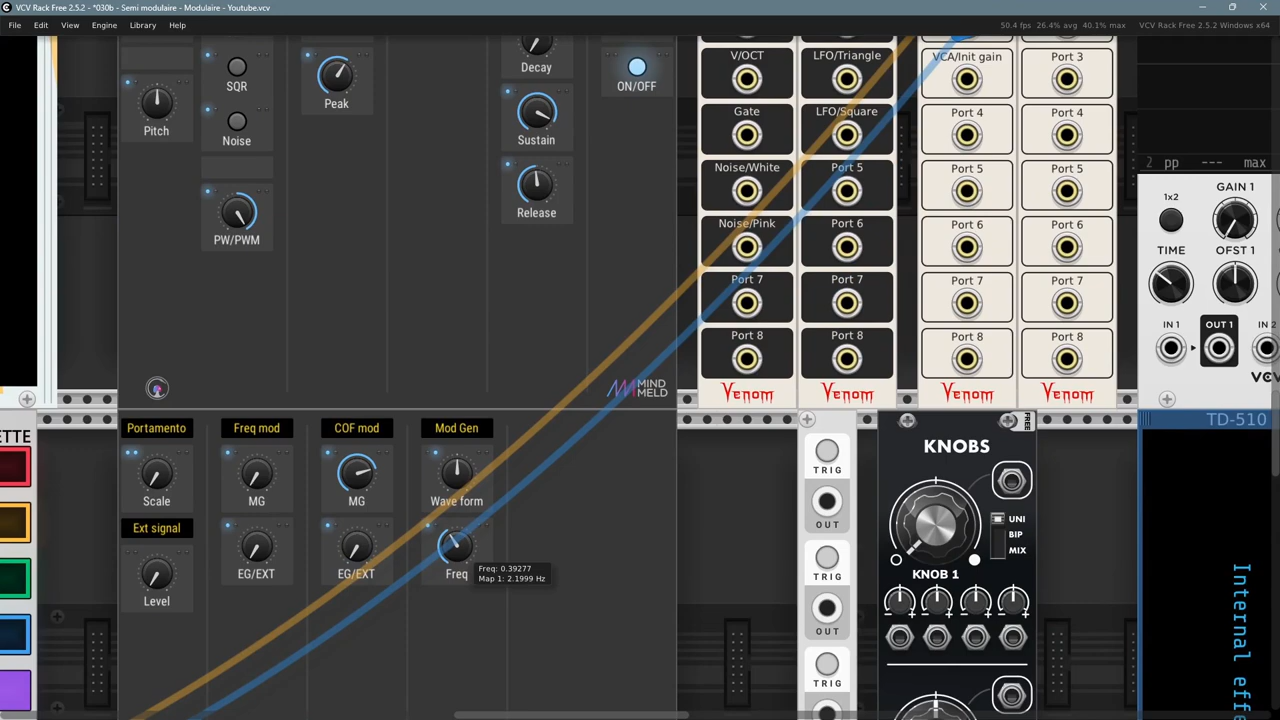 VCV Rack Free 2.5.2 - *030b - Semi modulaire - Modulaire - Youtube.vcv
File Edit View Engine Library Help
50.4 fps 26.4% avg 40.1% max
VCV Rack Free 2.5.2 Windows x64
SQR
Peak
Decay
ON/OFF
Pitch
Noise
Sustain
PW/PWM
Release
MIND
MELD
V/OCT
LFO/Triangle
VCA/Init gain
Port 3
Gate
LFO/Square
Port 4
Port 4
Noise/White
Port 5
Port 5
Port 5
Noise/Pink
Port 6
Port 6
Port 6
Port 7
Port 7
Port 7
Port 7
Port 8
Port 8
Port 8
Port 8
Venom
Venom
Venom
Venom
2 pp --- max
GAIN 1
1x2
TIME
OFST 1
IN 1
OUT 1
IN 2
VCV
ETTE
Portamento
Freq mod
COF mod
Mod Gen
Scale
MG
MG
Wave form
Ext signal
EG/EXT
EG/EXT
Freq
Level
Freq: 0.39277
Map 1: 2.1999 Hz
TRIG
OUT
TRIG
OUT
TRIG
FREE
KNOBS
UNI
BIP
MIX
KNOB 1
TD-510
Internal effe